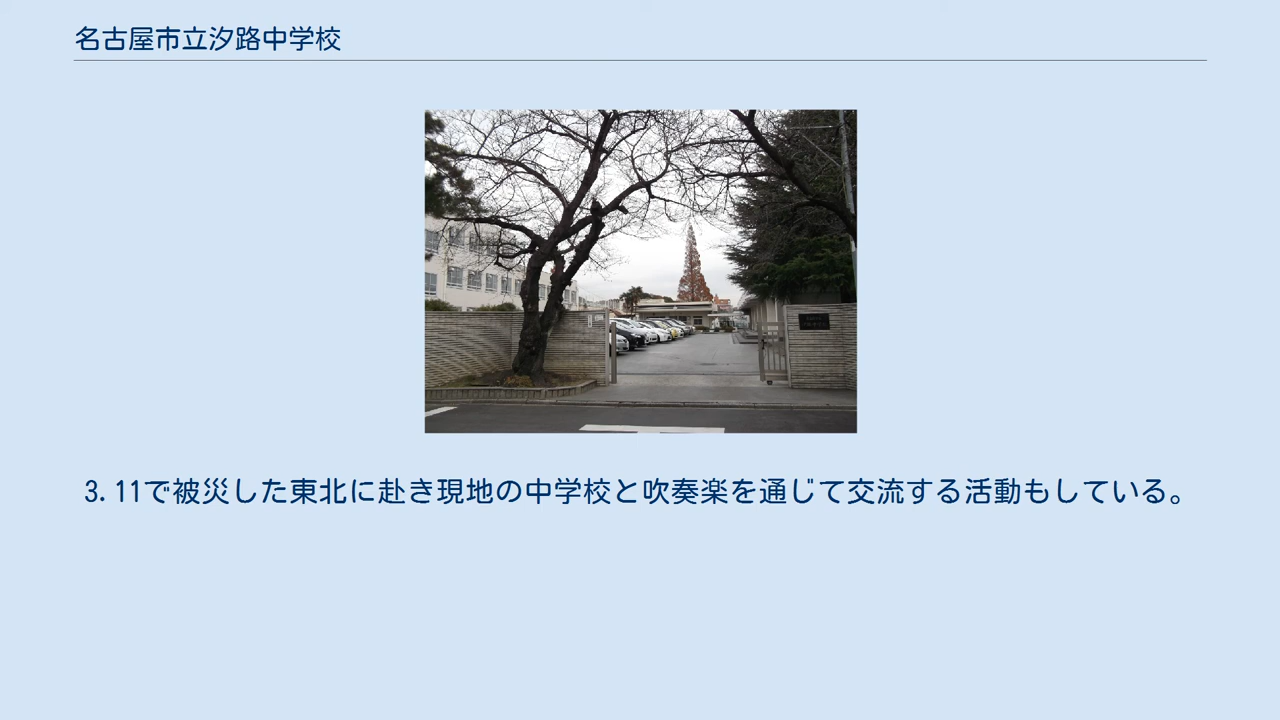 名古屋市立汐路中学校
3.11で被災した東北に赴き現地の中学校と吹奏楽を通じて交流する活動もしている。